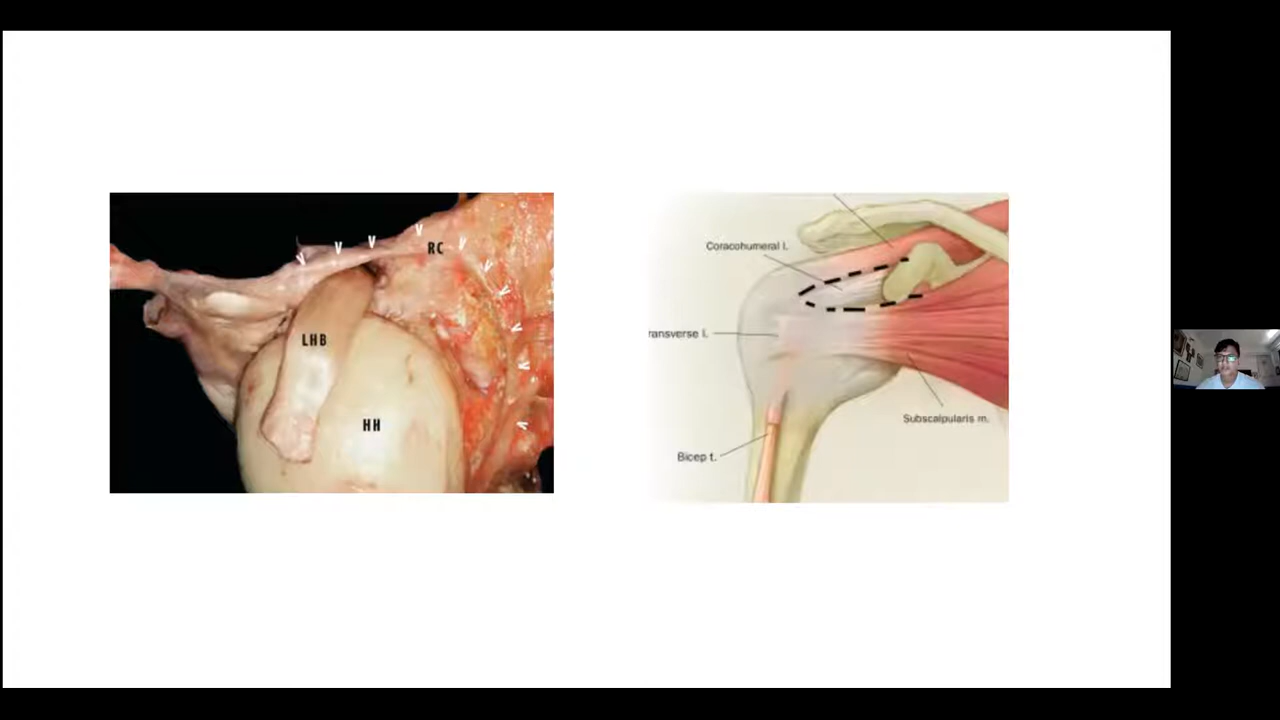 RC
LHB
HH
Coracohumeral l.
ransverse l.
Subscalpularis m.
Bicep t.